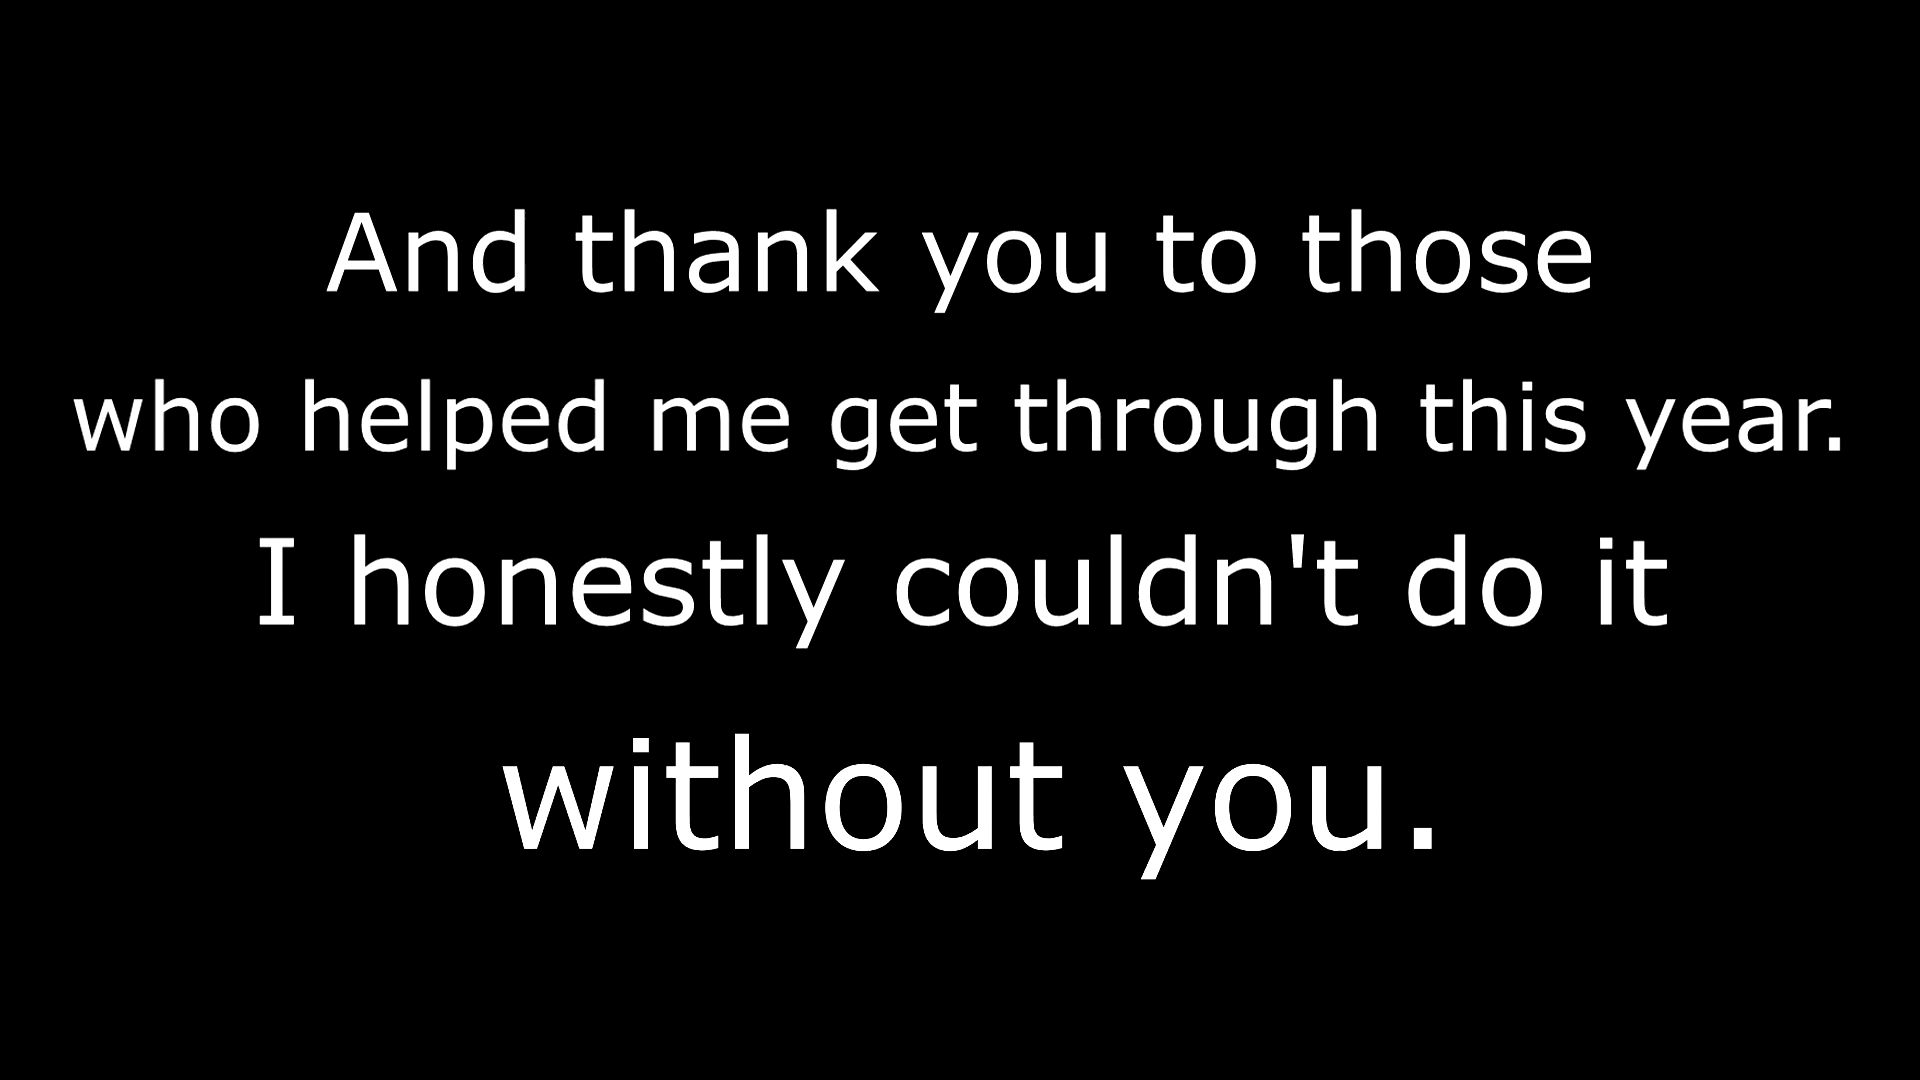 And thank you to those
who helped me get through this year.
I honestly couldn't do it
without you.